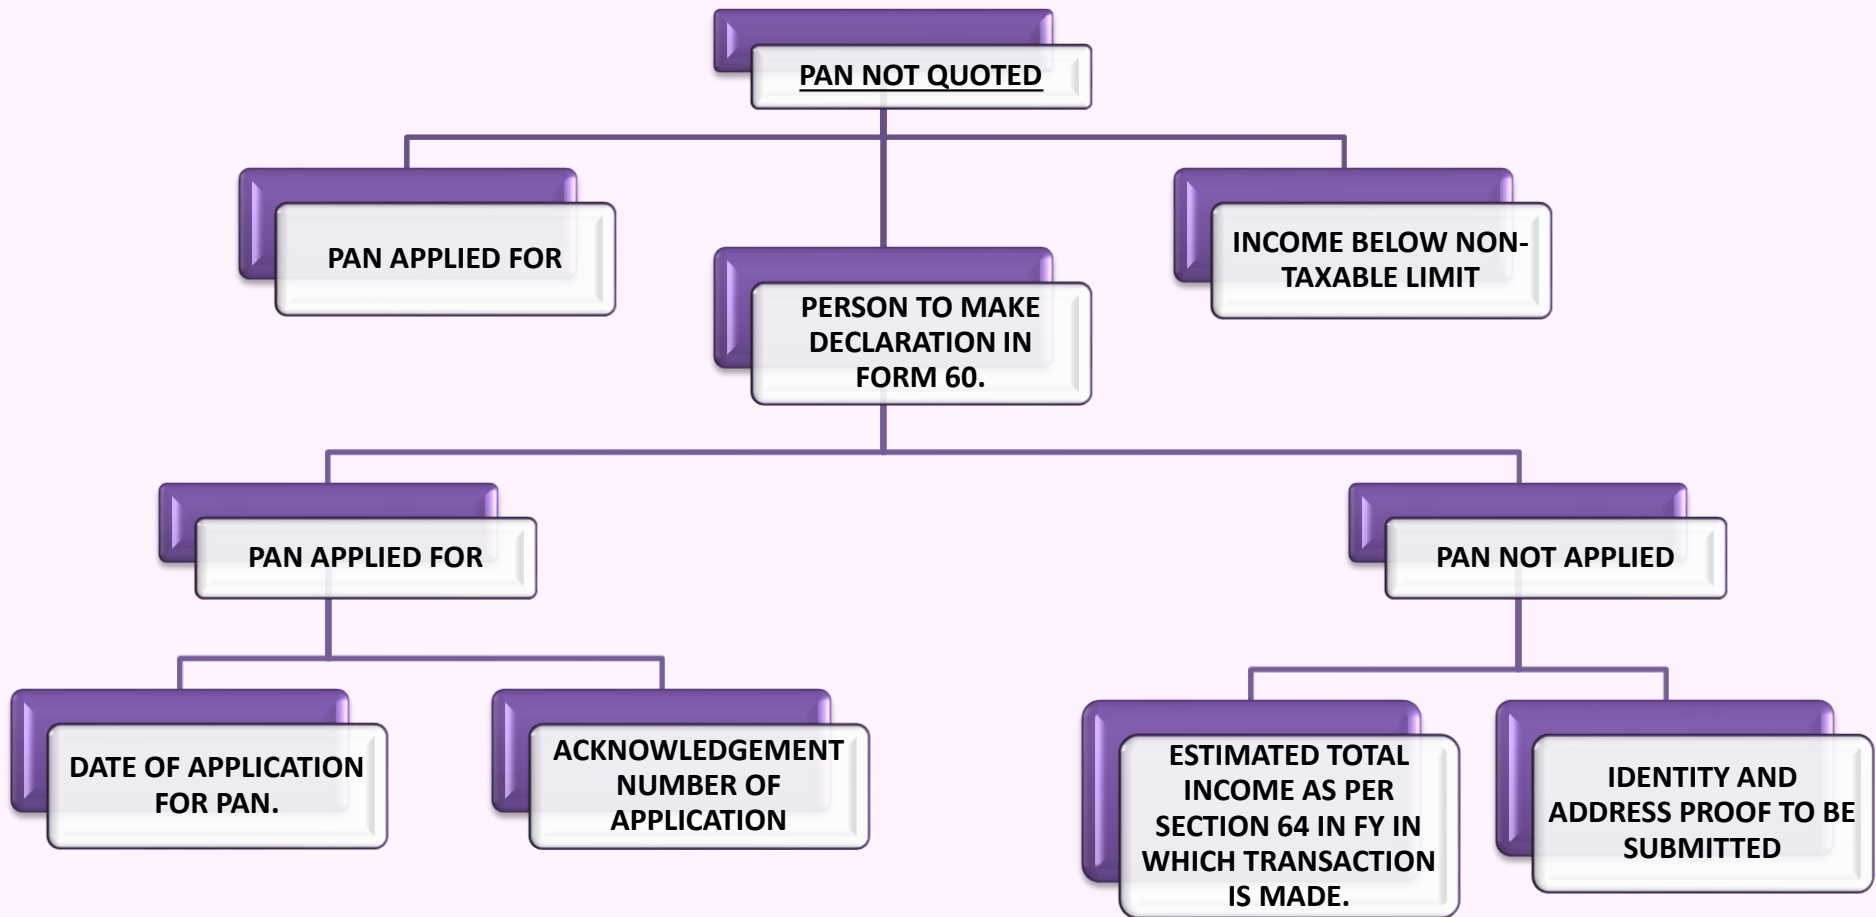 PAN NOT QUOTED
PAN APPLIED FOR
PERSON TO MAKE
DECLARATION IN
FORM 60.
INCOME BELOW NON-
TAXABLE LIMIT
PAN APPLIED FOR
PAN NOT APPLIED
DATE OF APPLICATION
FOR PAN.
ACKNOWLEDGEMENT
NUMBER OF
APPLICATION
ESTIMATED TOTAL
INCOME AS PER
SECTION 64 IN FY IN
WHICH TRANSACTION
IS MADE.
IDENTITY AND
ADDRESS PROOF TO BE
SUBMITTED